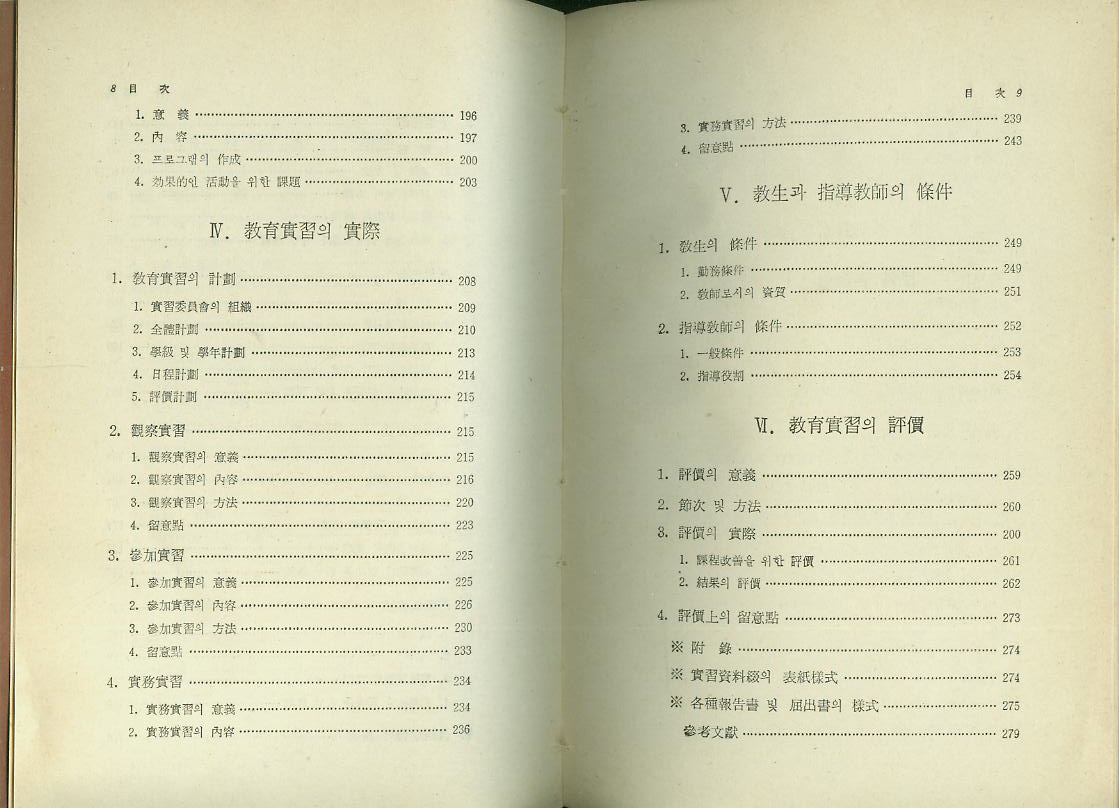 8 目 次
1. 意 義 196
2. 內 容 197
3. 프로그램의 作成 200
4. 効果的인 活動을 위한 課題 203
Ⅳ. 敎育實習의 實際
1. 敎育實習의 計劃 208
1. 實習委員會의 組織 209
2. 全體計劃 210
3. 學級 및 學年計劃 213
4. 日程計劃 214
5. 評價計劃 215
2. 觀察實習 215
1. 觀察實習의 意義 215
2. 觀察實習의 內容 216
3. 觀察實習의 方法 220
4. 留意點 223
3. 參加實習 225
1. 參加實習의 意義 225
2. 參加實習의 內容 226
3. 參加實習의 方法 230
4. 留意點 233
4. 實務實習 234
1. 實務實習의 意義 234
2. 實務實習의 內容 236
目 次 9
3. 實務實習의 方法 239
4. 留意點 243
Ⅴ. 敎生과 指導敎師의 條件
1. 敎生의 條件 249
1. 勤務條件 249
2. 敎師로서의 資質 251
2. 指導敎師의 條件 252
1. 一般條件 253
2. 指導役割 254
Ⅵ. 敎育實習의 評價
1. 評價의 意義 259
2. 節次 및 方法 260
3. 評價의 實際 200
1. 課程改善을 위한 評價 261
2. 結果의 評價 262
4. 評價上의 留意點 273
※ 附 錄 274
※ 實習資料綴의 表紙樣式 274
※ 各種報告書 및 屆出書의 樣式 275
參考文獻 279